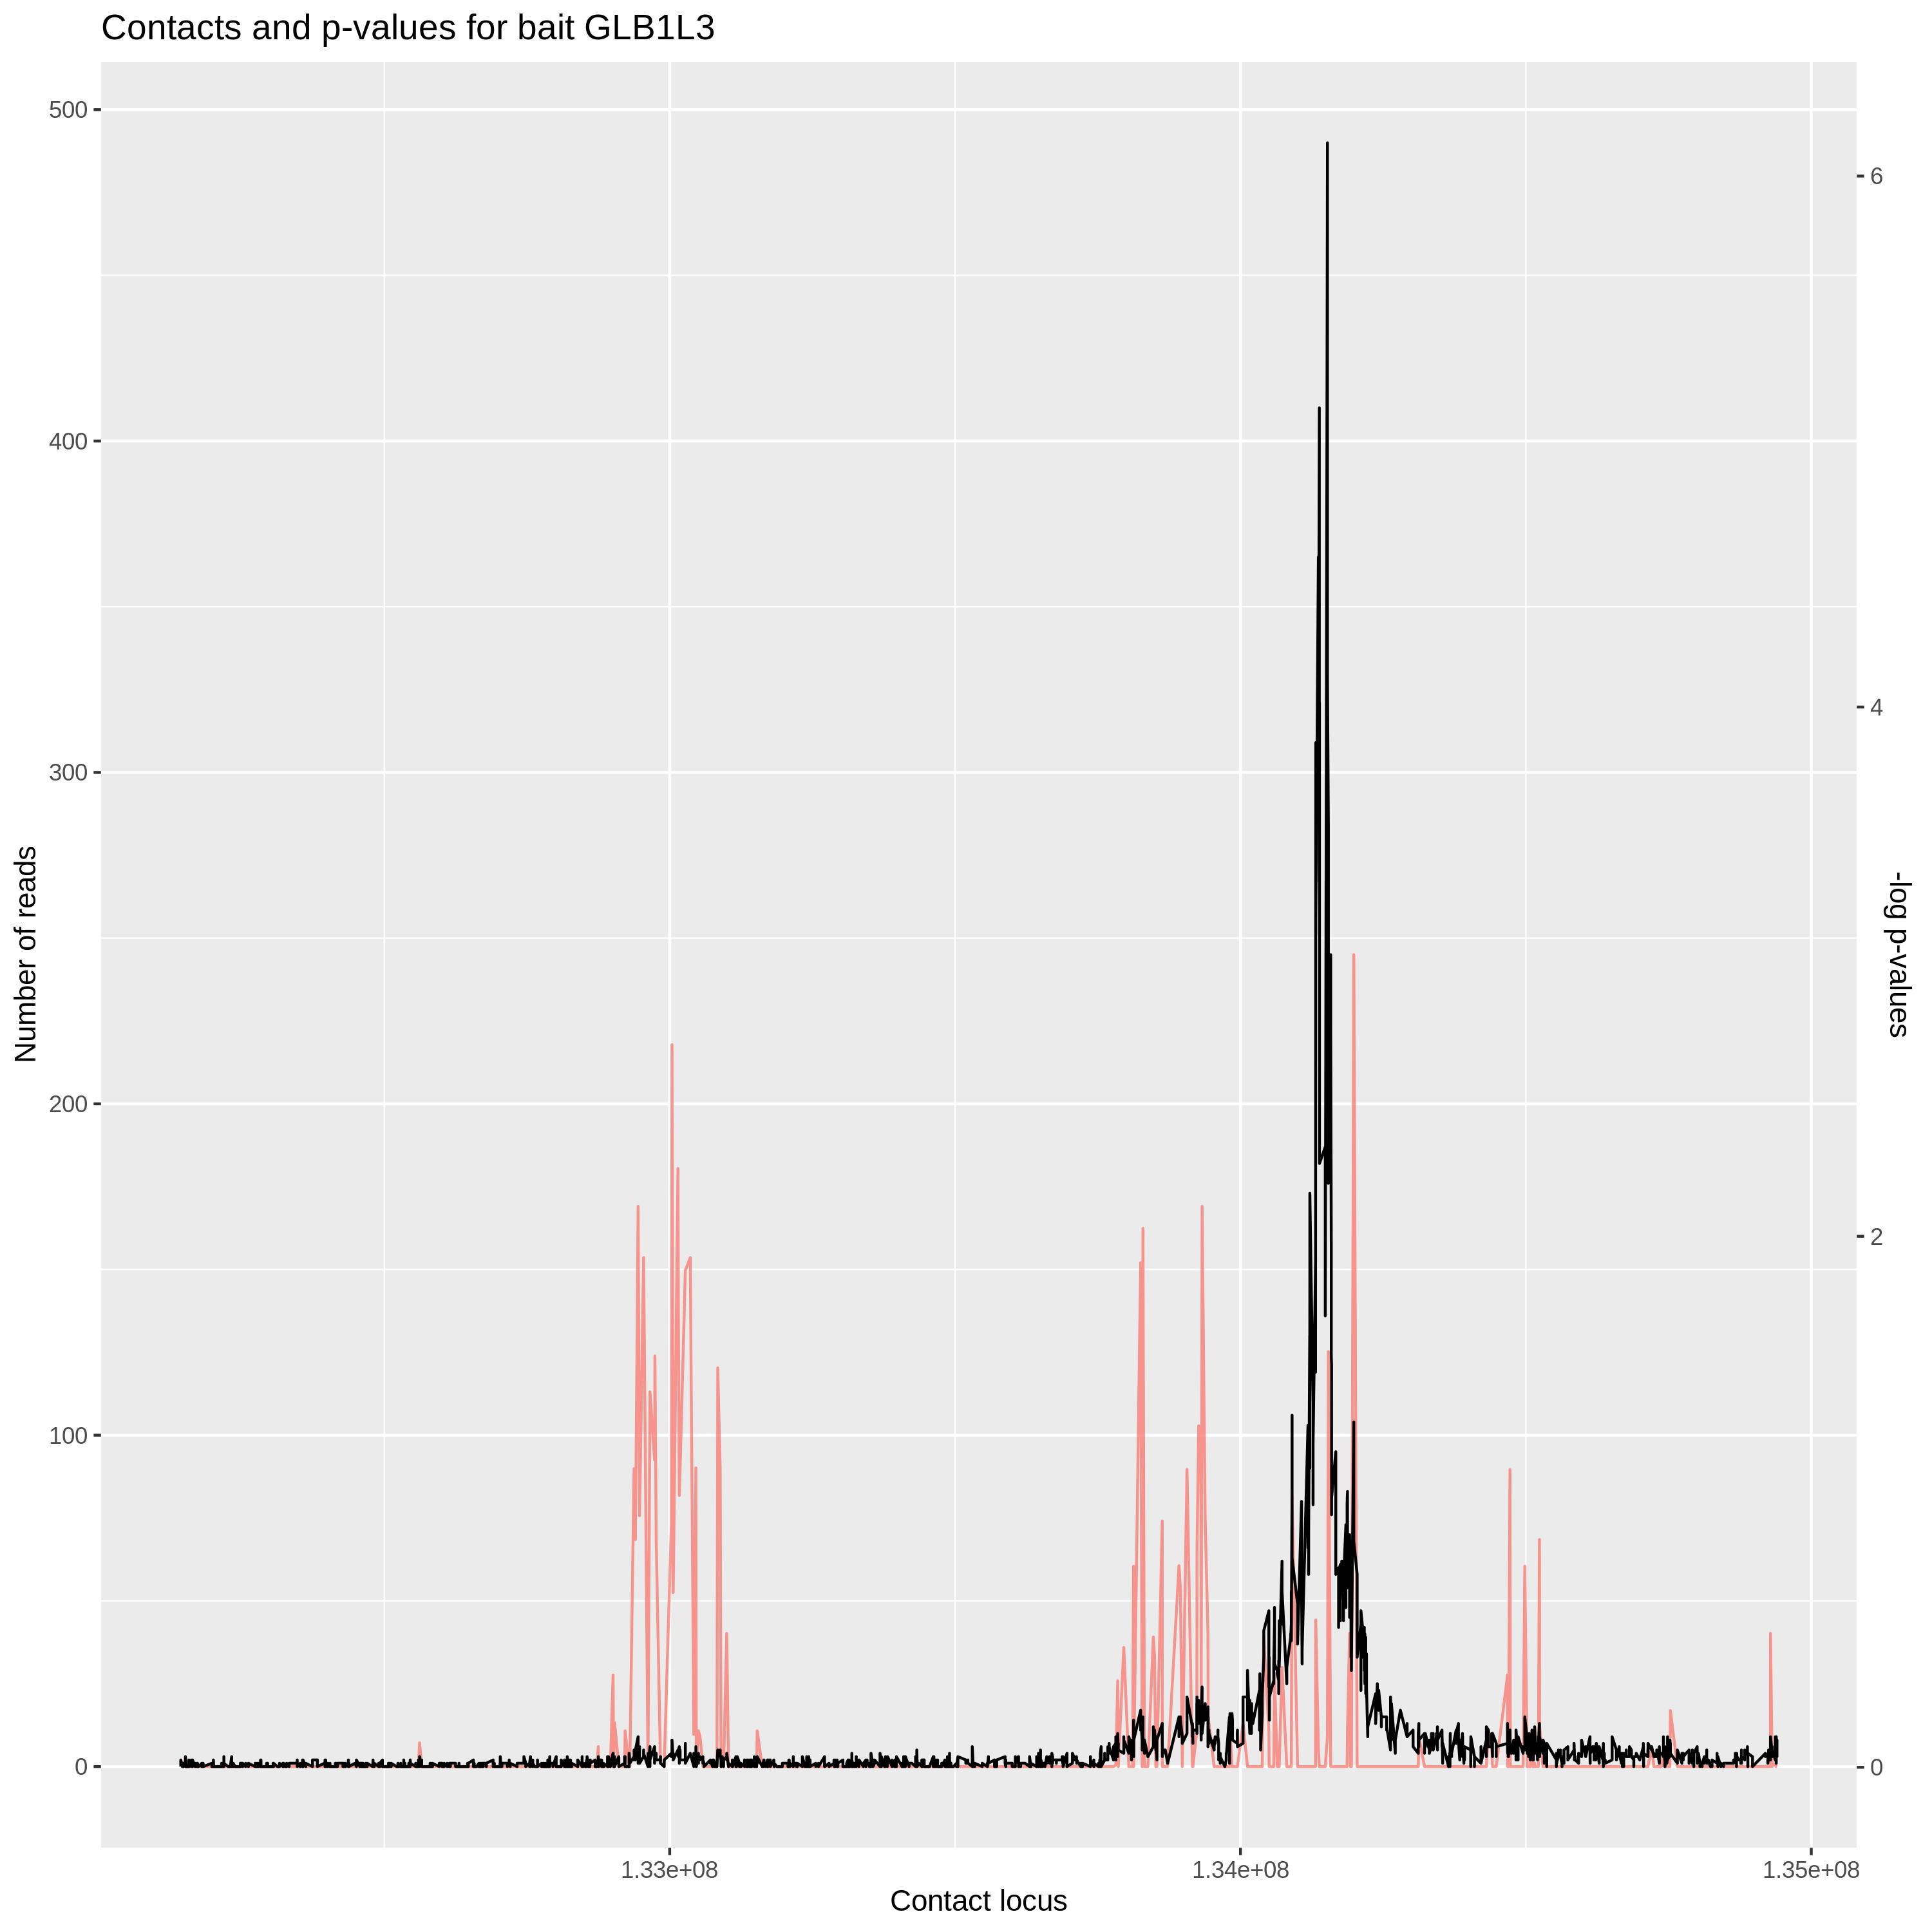 Contacts and p-values for bait GLB1L3
500
400
300
200
100
0
Number of reads
6
4
2
0
-log p-values
1.33e+08
1.34e+08
1.35e+08
Contact locus